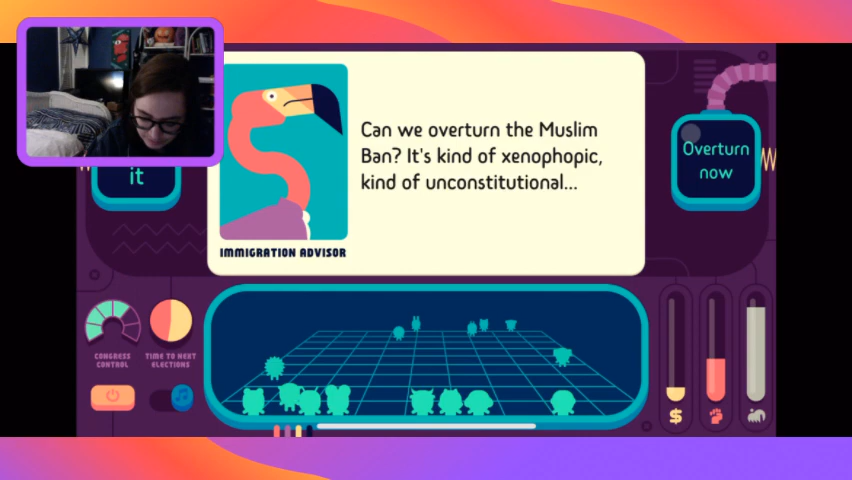 Can we overturn the Muslim
Ban? It's kind of xenophopic,
kind of unconstitutional...
Overturn
now
it
IMMIGRATION ADVISOR
CONGRESS
CONTROL
TIME TO NEXT
ELECTIONS
$